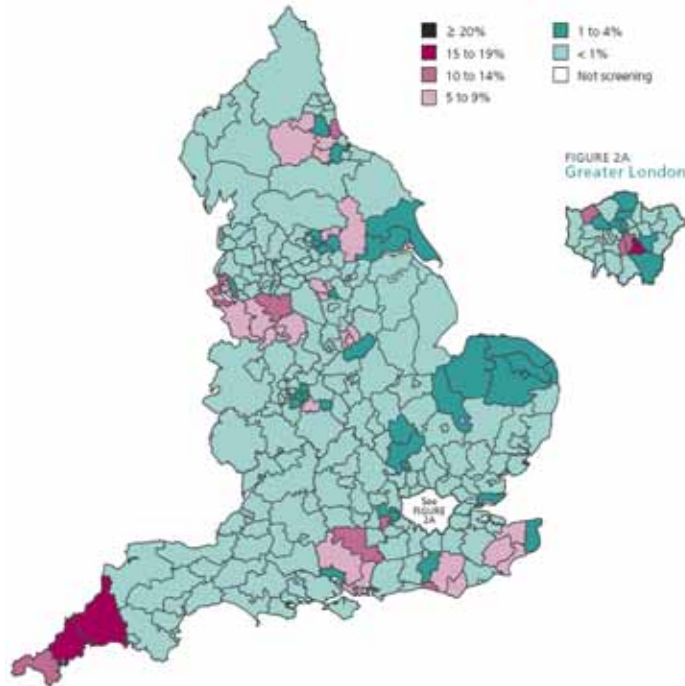 ≥ 20%
15 to 19%
10 to 14%
5 to 9%
1 to 4%
< 1%
Not screening
FIGURE 2A:
Greater London
See
FIGURE
2A